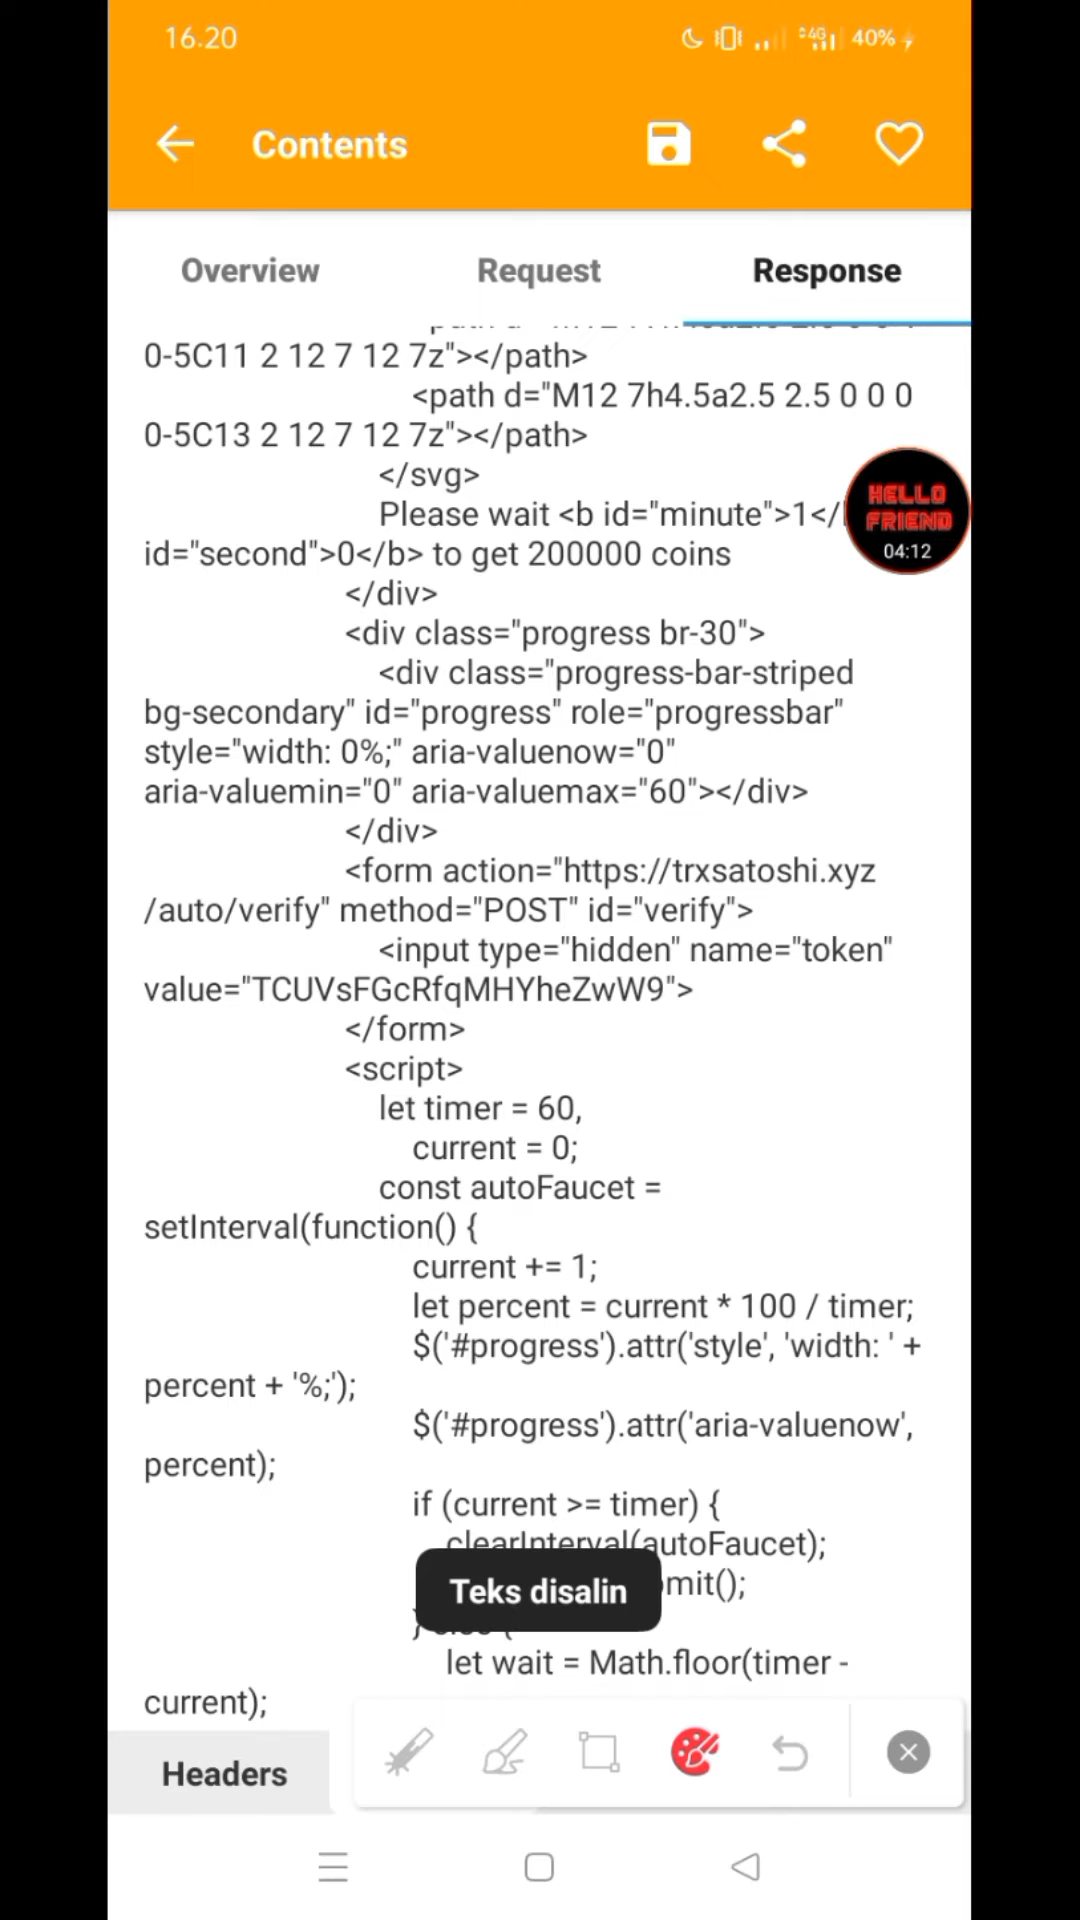 16.20
4G 40%
Contents
Overview Request Response
0-5C11 2 12 7 12 7z"></path>
<path d="M12 7h4.5a2.5 2.5 0 0 0
0-5C13 2 12 7 12 7z"></path>
</svg>
Please wait <b id="minute">1</
id="second">0</b> to get 200000 coins
</div>
<div class="progress br-30">
<div class="progress-bar-striped
bg-secondary" id="progress" role="progressbar"
style="width: 0%;" aria-valuenow="0"
aria-valuemin="0" aria-valuemax="60"></div>
</div>
<form action="https://trxsatoshi.xyz
/auto/verify" method="POST" id="verify">
<input type="hidden" name="token"
value="TCUVsFGcRfqMHYheZwW9">
</form>
<script>
let timer = 60,
current = 0;
const autoFaucet =
setInterval(function() {
current += 1;
let percent = current * 100 / timer;
$('#progress').attr('style', 'width: ' +
percent + '%;');
$('#progress').attr('aria-valuenow',
percent);
if (current >= timer) {
clearInterval(autoFaucet);
mit();
let wait = Math.floor(timer -
current);
HELLO
FRIEND
04:12
Teks disalin
Headers